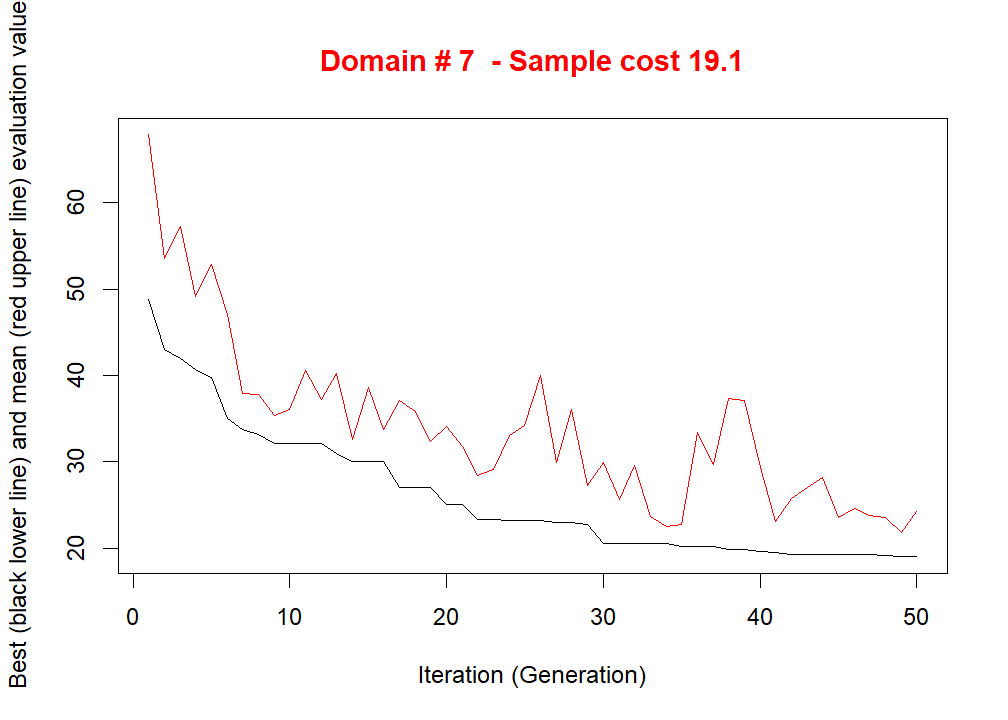 Domain # 7  - Sample cost 19.1
Best (black lower line) and mean (red upper line) evaluation value
60
50
40
30
20
0 10 20 30 40 50
Iteration (Generation)